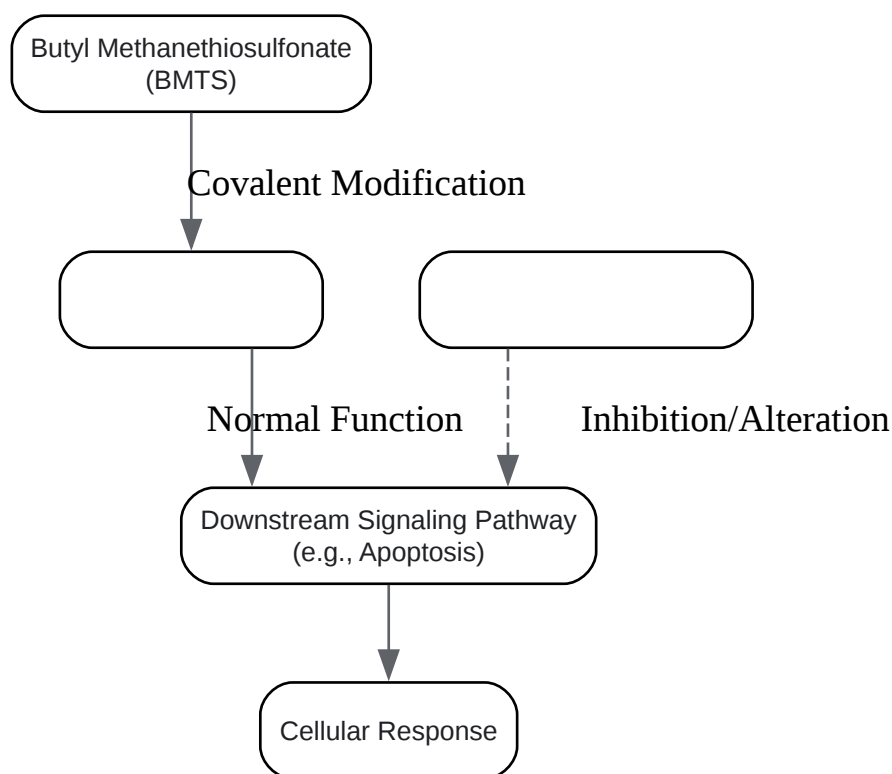 Butyl Methanethiosulfonate
(BMTS)
Covalent Modification
Normal Function
Inhibition/Alteration
Downstream Signaling Pathway
(e.g., Apoptosis)
Cellular Response